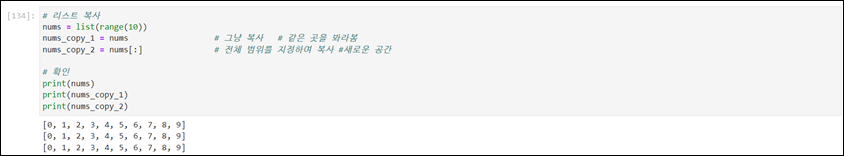 [134]:
# 리스트 복사
nums = list(range(10))
nums_copy_1 = nums # 그냥 복사 # 같은 곳을 봐라봄
nums_copy_2 = nums[:] # 전체 범위를 지정하여 복사 #새로운 공간
# 확인
print(nums)
print(nums_copy_1)
print(nums_copy_2)
[0, 1, 2, 3, 4, 5, 6, 7, 8, 9]
[0, 1, 2, 3, 4, 5, 6, 7, 8, 9]
[0, 1, 2, 3, 4, 5, 6, 7, 8, 9]